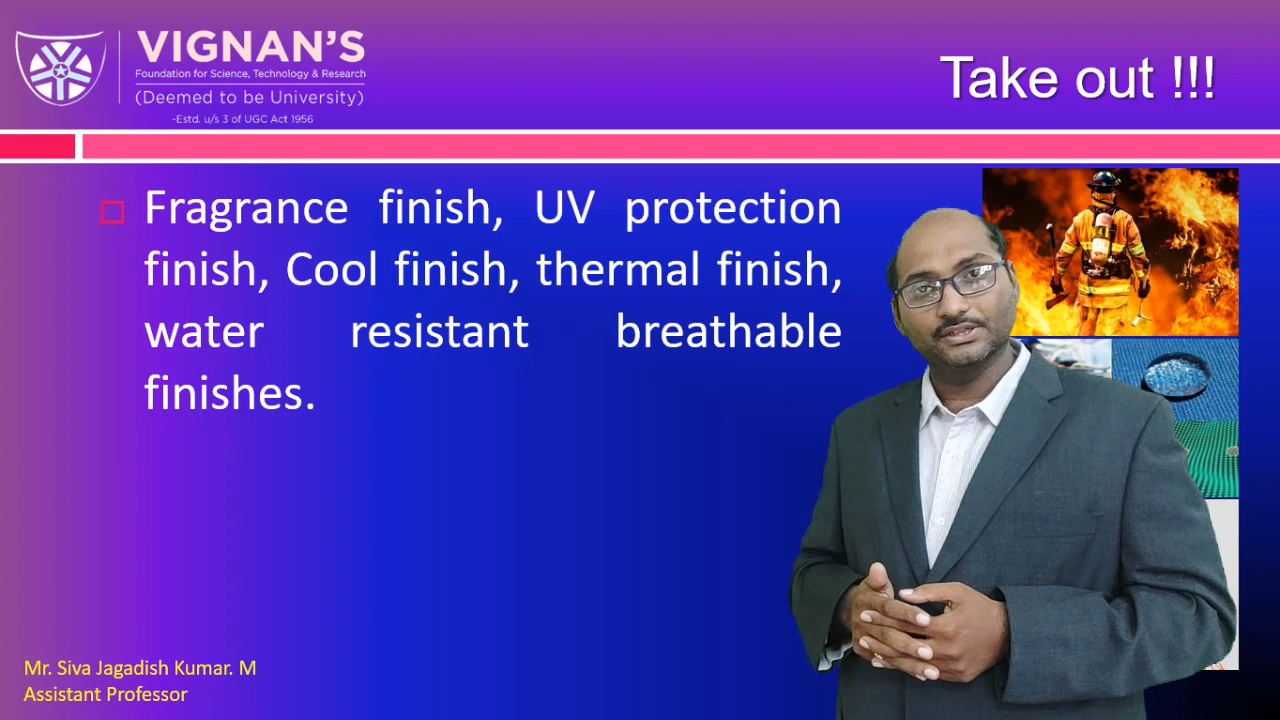 VIGNAN'S
Foundation for Science, Technology & Research
(Deemed to be University)
-Estd. u/s 3 of UGC Act 1956
Take out !!!
Fragrance finish, UV protection
finish, Cool finish, thermal finish,
water resistant breathable
finishes.
Mr. Siva Jagadish Kumar. M
Assistant Professor